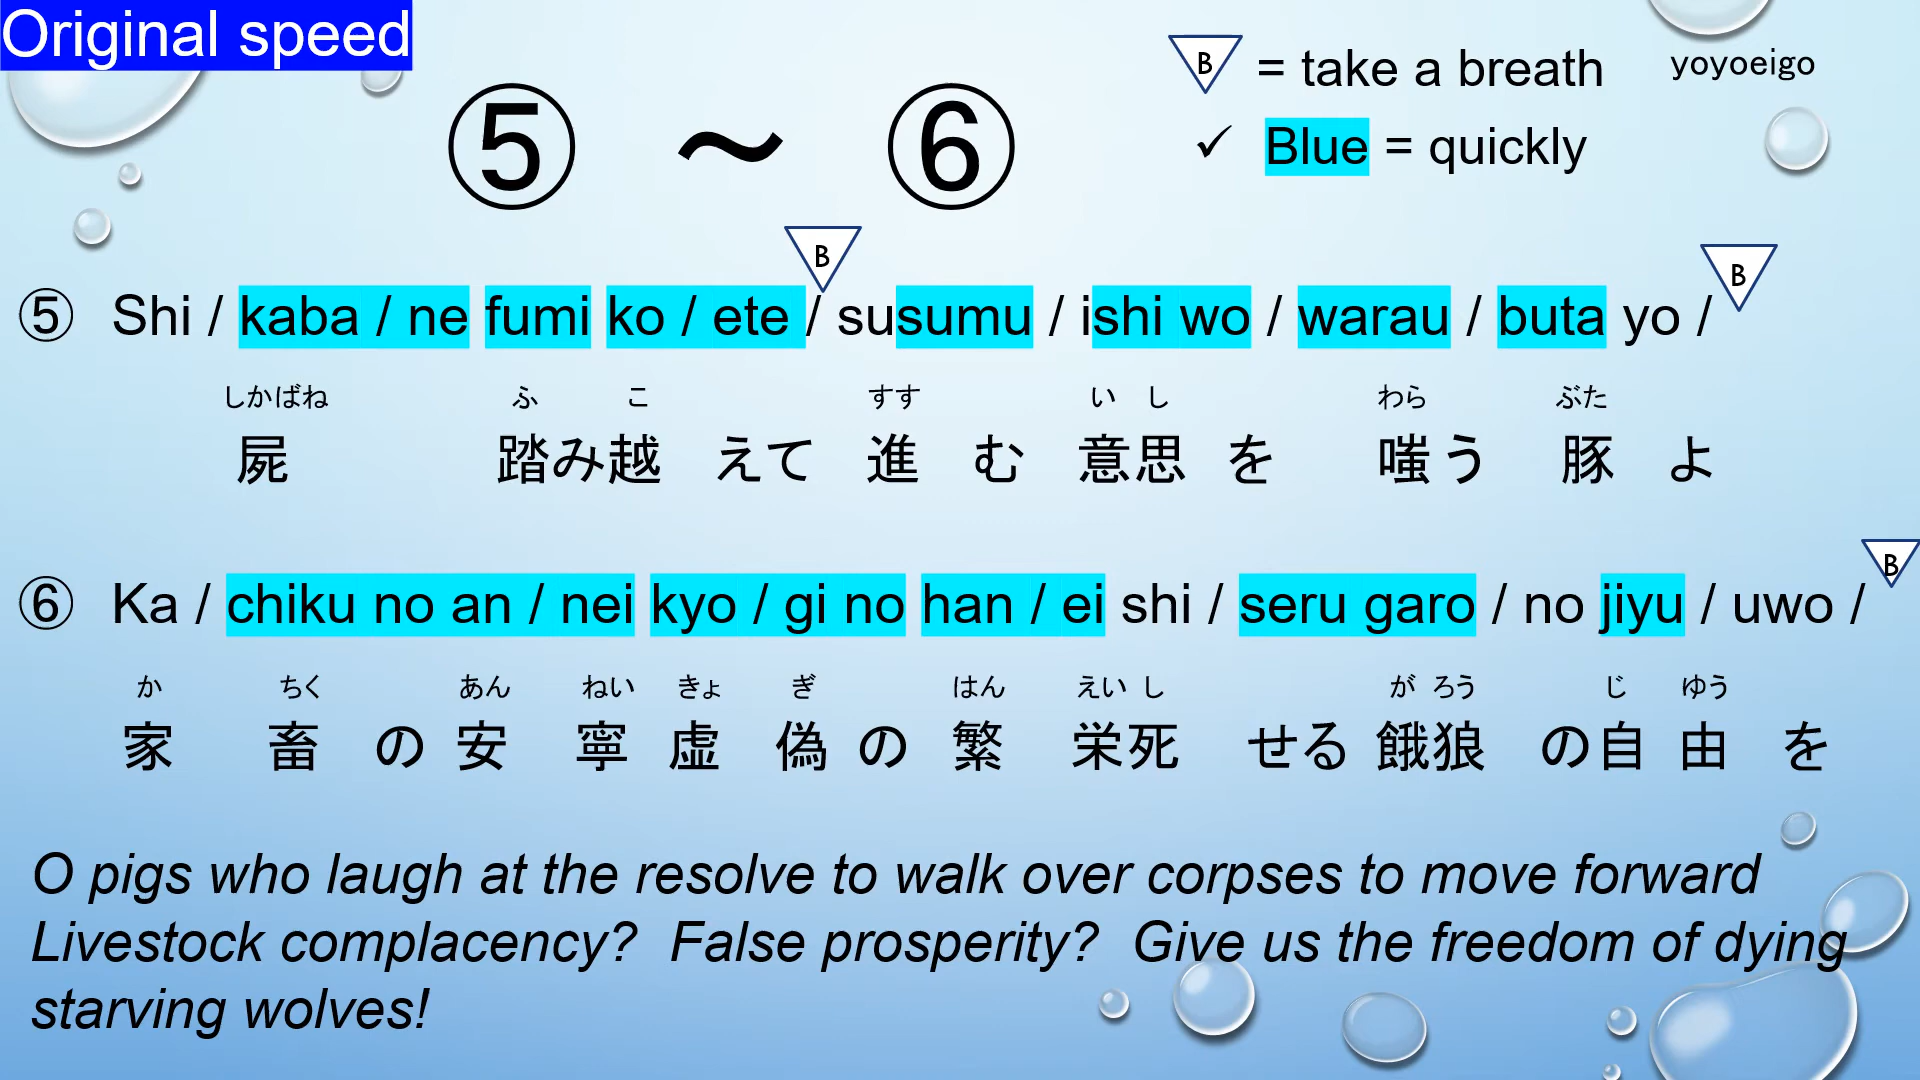 Original speed
B = take a breath
yoyoeigo
✓ Blue = quickly
⑤ ～ ⑥
B
B
⑤ Shi / kaba / ne fumi ko / ete / susumu / ishi wo / warau / buta yo /
しかばね ふ こ すす い し わら ぶた
屍 踏み越 えて 進 む 意思 を 嗤う 豚 よ
B
⑥ Ka / chiku no an / nei kyo / gi no han / ei shi / seru garo / no jiyu / uwo /
か ちく あん ねい きょ ぎ はん えい し が ろう じ ゆう
家 畜 の 安 寧 虚 偽 の 繁 栄死 せる 餓狼 の自 由 を
O pigs who laugh at the resolve to walk over corpses to move forward
Livestock complacency? False prosperity? Give us the freedom of dying
starving wolves!